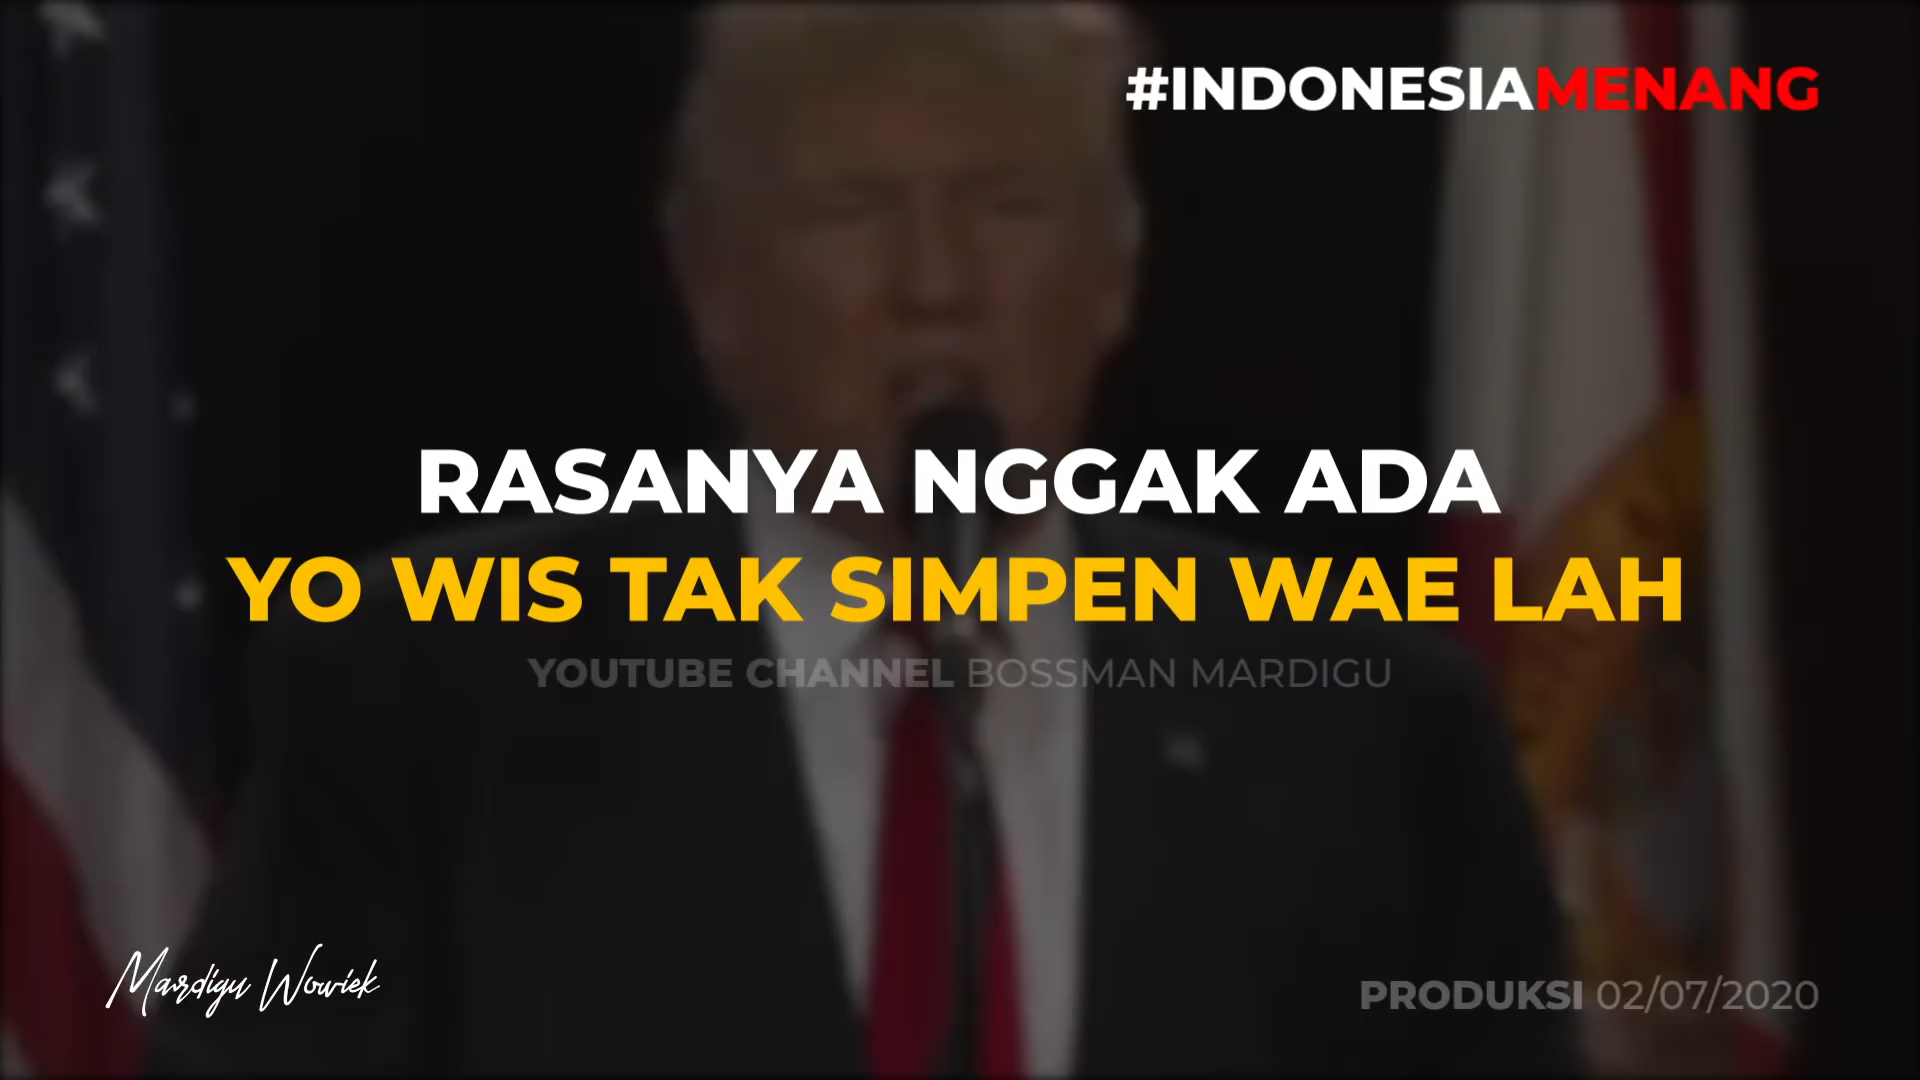 #INDONESIAMENANG
RASANYA NGGAK ADA
YO WIS TAK SIMPEN WAE LAH
YOUTUBE CHANNEL BOSSMAN MARDIGU
Mardigu Wowiek
PRODUKSI 02/07/2020